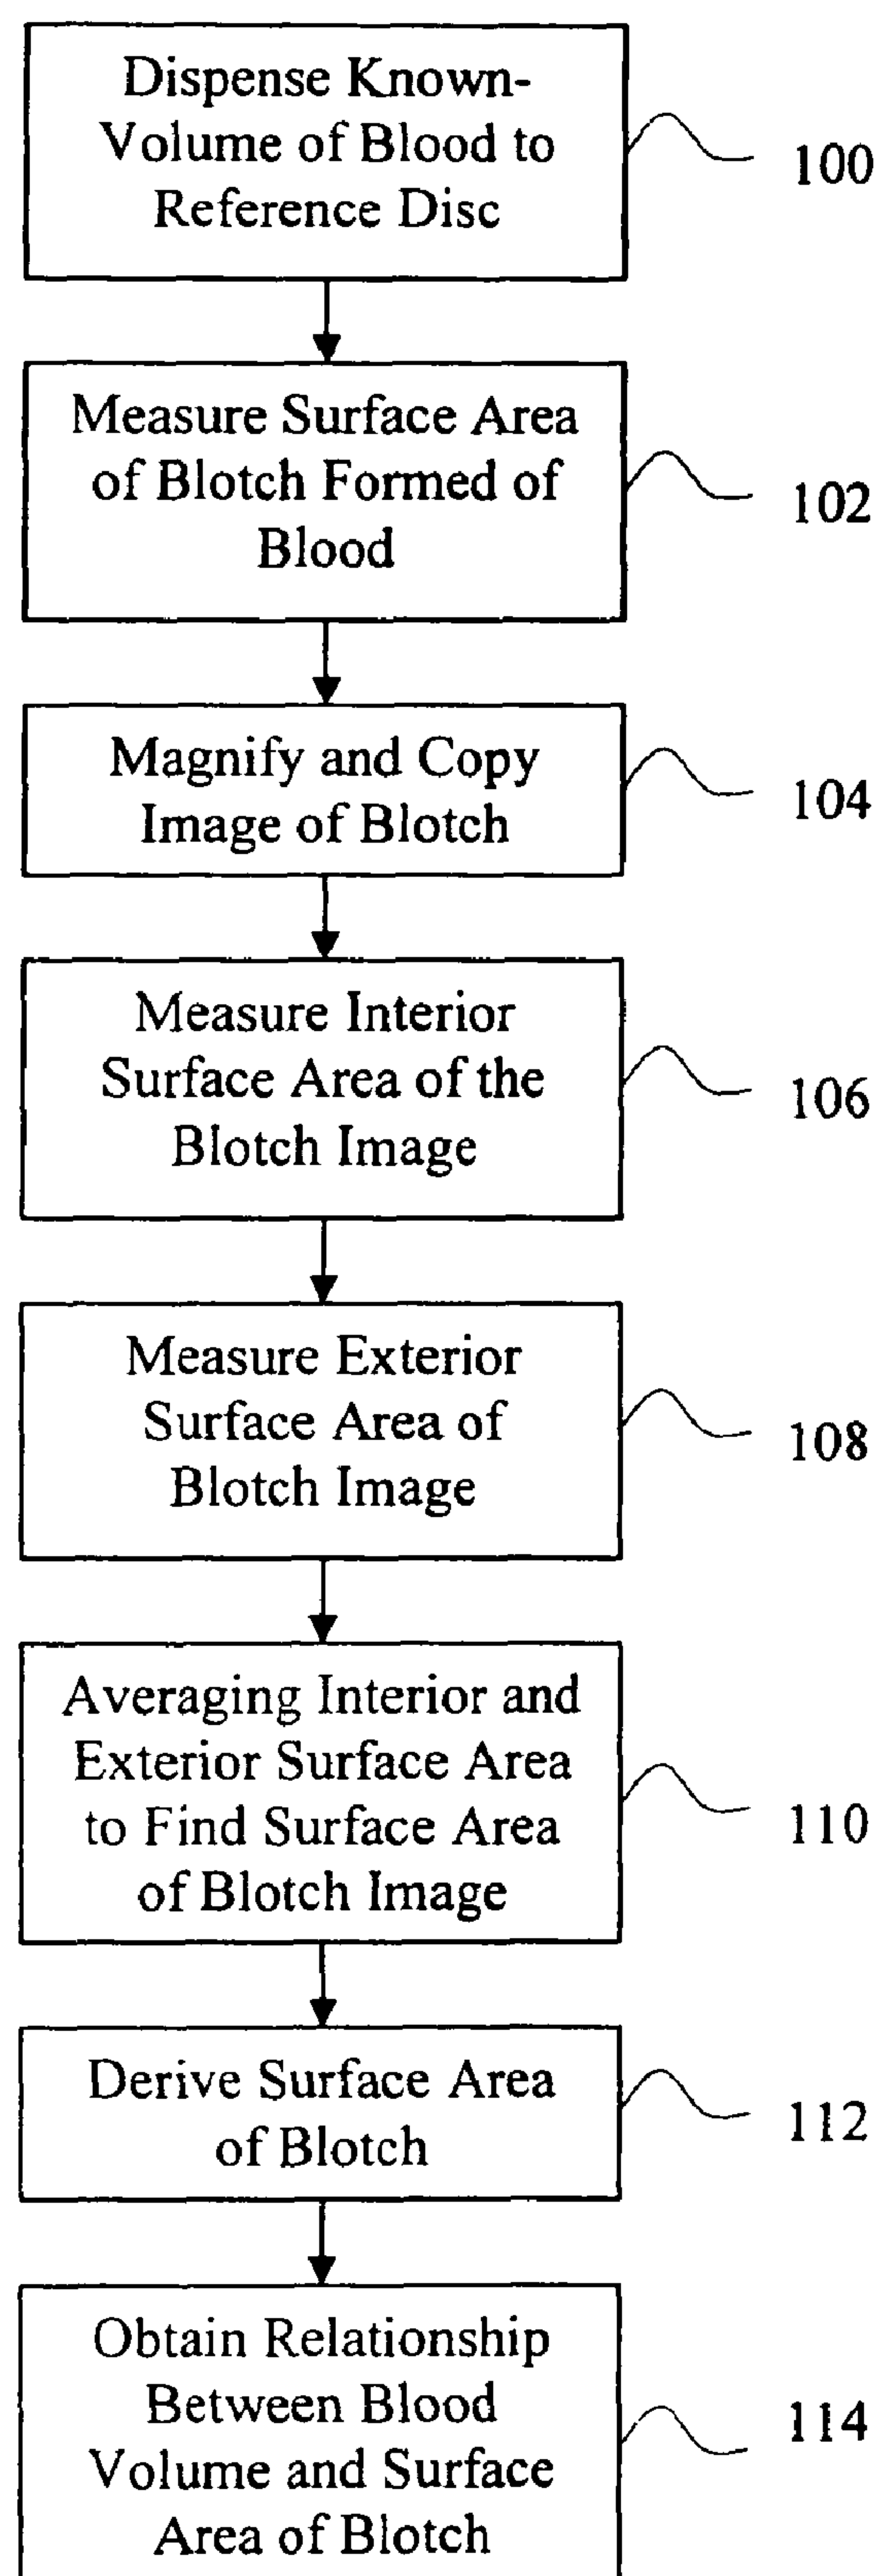 Dispense Known-
Volume of Blood to
Reference Disc
100
Measure Surface Area
of Blotch Formed of
Blood
102
Magnify and Copy
Image of Blotch
104
Measure Interior
Surface Area of the
Blotch Image
106
Measure Exterior
Surface Area of
Blotch Image
108
Averaging Interior and
Exterior Surface Area
to Find Surface Area
of Blotch Image
110
Derive Surface Area
of Blotch
112
Obtain Relationship
Between Blood
Volume and Surface
Area of Blotch
114